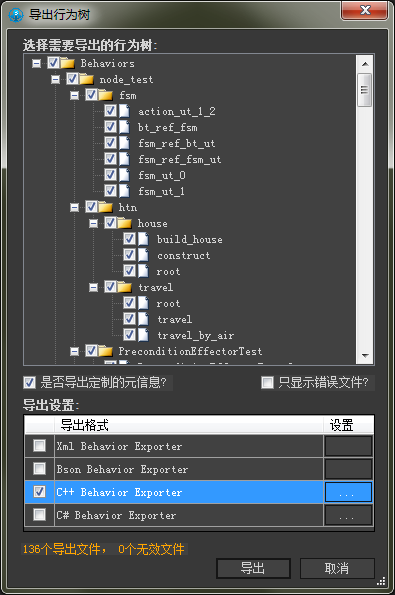 导出行为树
选择需要导出的行为树:
Behaviors
node_test
fsm
action_ut_1_2
bt_ref_fsm
fsm_ref_bt_ut
fsm_ref_fsm_ut
fsm_ut_0
fsm_ut_1
htn
house
build_house
construct
root
travel
root
travel
travel_by_air
PreconditionEffectorTest
是否导出定制的元信息?
只显示错误文件?
导出设置:
导出格式 设置
Xml Behavior Exporter
Bson Behavior Exporter
C++ Behavior Exporter ...
C# Behavior Exporter ...
136个导出文件, 0个无效文件
导出 取消